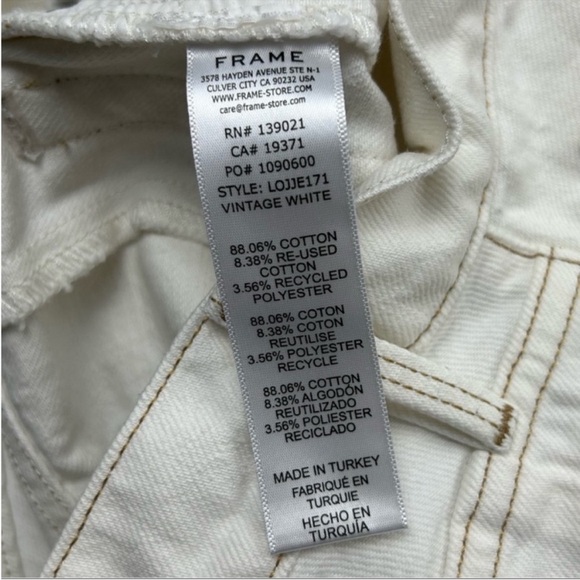 FRAME
3578 HAYDEN AVENUE STE N-1
CULVER CITY CA 90232 USA
WWW.FRAME-STORE.COM
care@frame-store.com
RN# 139021
CA# 19371
PO# 1090600
STYLE: LOJJE171
VINTAGE WHITE
88.06% COTTON
8.38% RE-USED
COTTON
3.56% RECYCLED
POLYESTER
88.06% COTON
8.38% COTON
REUTILISE
3.56% POLYESTER
RECYCLE
88.06% COTTON
8.38% ALGODÓN
REUTILIZADO
3.56% POLIESTER
RECICLADO
MADE IN TURKEY
FABRIQUÉ EN
TURQUIE
HECHO EN
TURQUÍA